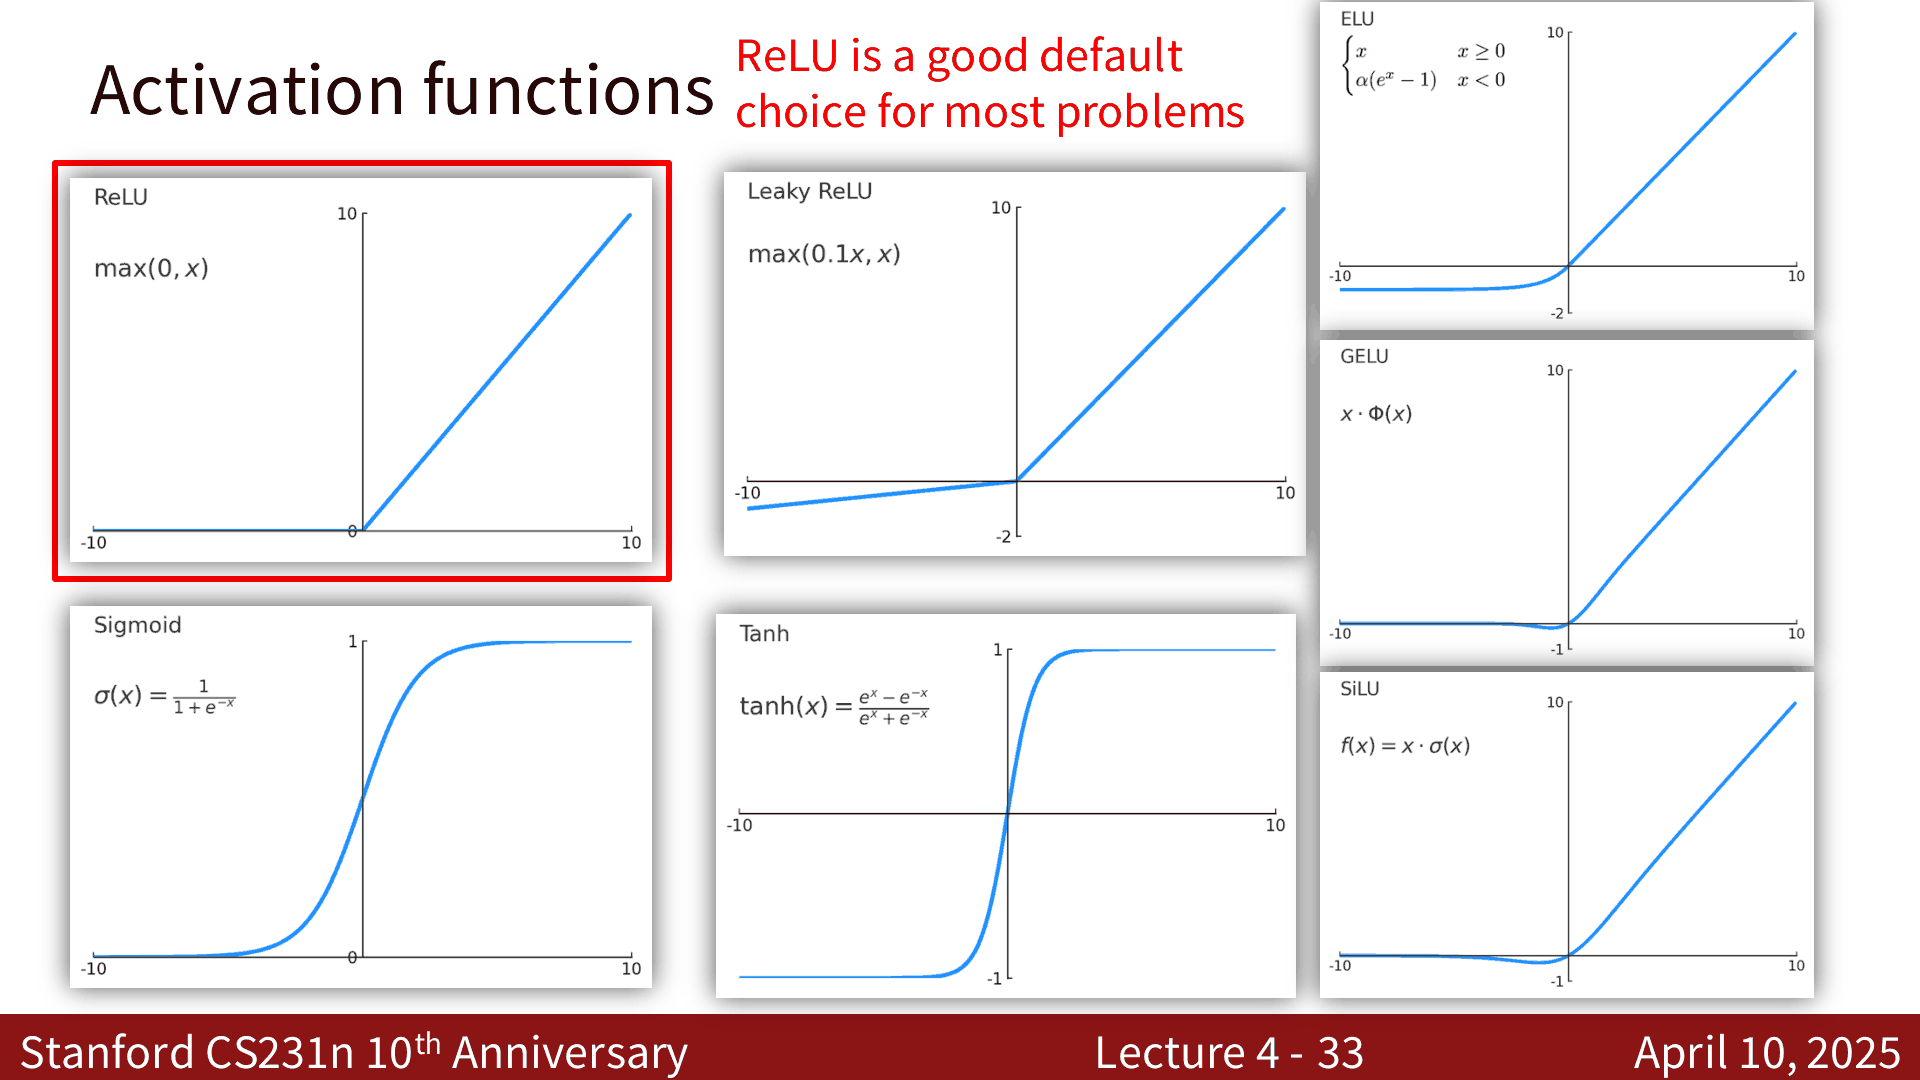 Activation functions
ReLU is a good default
choice for most problems
ReLU
max(0, x)
10
0
-10
10
Leaky ReLU
max(0.1x, x)
10
-10
10
-2
ELU
{ x x ≥ 0
α(eˣ − 1) x < 0
10
-10
10
-2
GELU
x · Φ(x)
10
-10
10
-1
Sigmoid
σ(x) = 1 / (1 + e⁻ˣ)
1
0
-10
10
Tanh
tanh(x) = (eˣ − e⁻ˣ) / (eˣ + e⁻ˣ)
1
-10
10
-1
SiLU
f(x) = x · σ(x)
10
-10
10
-1
Stanford CS231n 10th Anniversary
Lecture 4 - 33
April 10, 2025